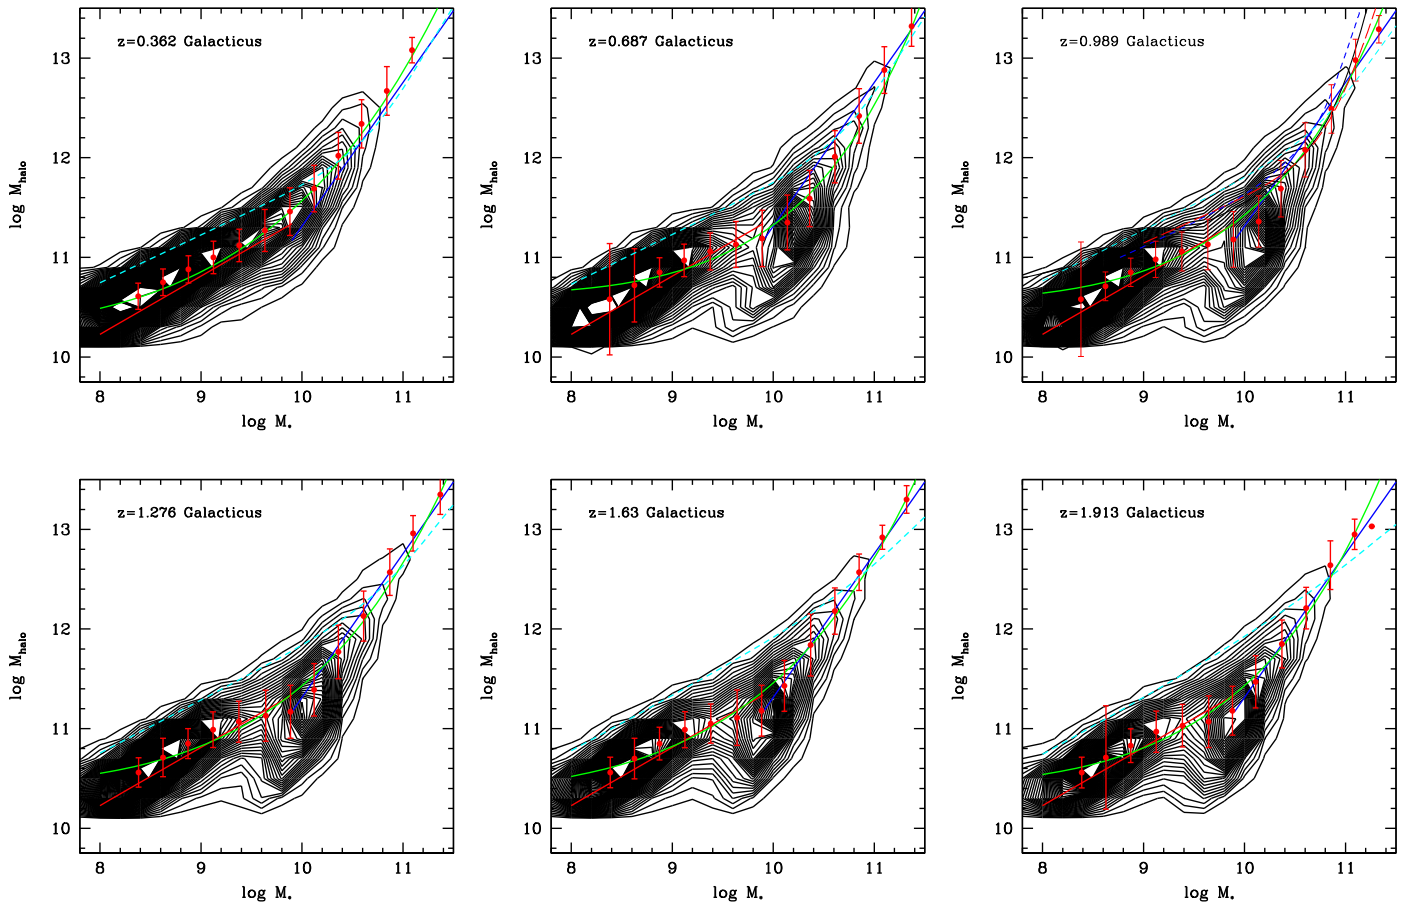 z=0.362 Galacticus
13
12
11
10
log M_halo
8 9 10 11
log M_*
z=0.687 Galacticus
13
12
11
10
log M_halo
8 9 10 11
log M_*
z=0.989 Galacticus
13
12
11
10
log M_halo
8 9 10 11
log M_*
z=1.276 Galacticus
13
12
11
10
log M_halo
8 9 10 11
log M_*
z=1.63 Galacticus
13
12
11
10
log M_halo
8 9 10 11
log M_*
z=1.913 Galacticus
13
12
11
10
log M_halo
8 9 10 11
log M_*